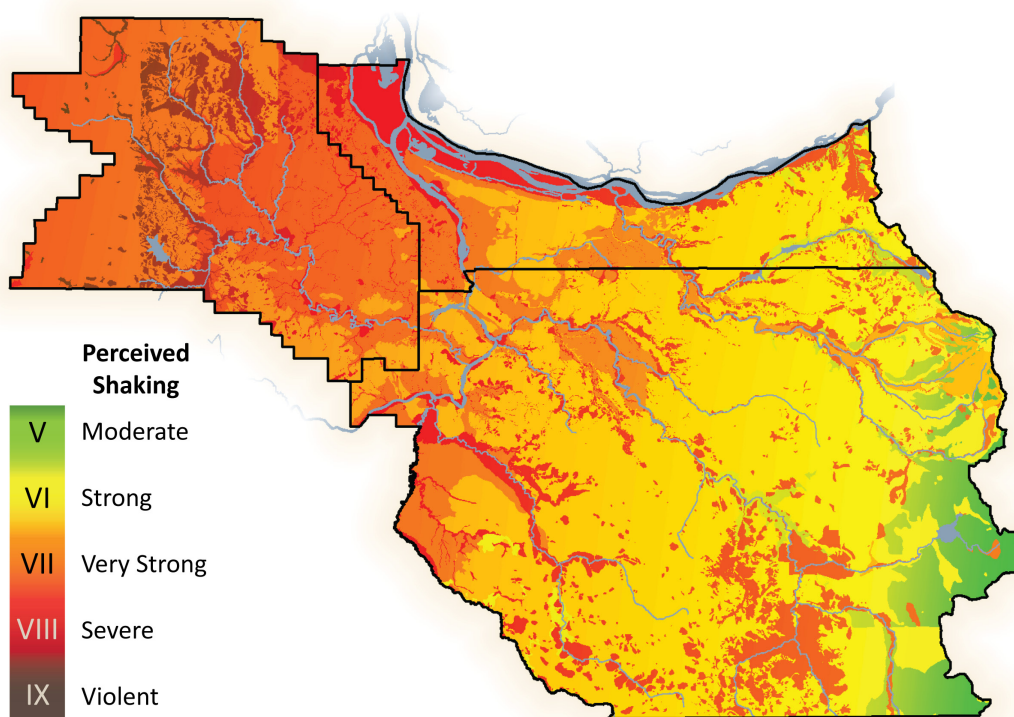 Perceived
Shaking
V Moderate
VI Strong
VII Very Strong
VIII Severe
IX Violent